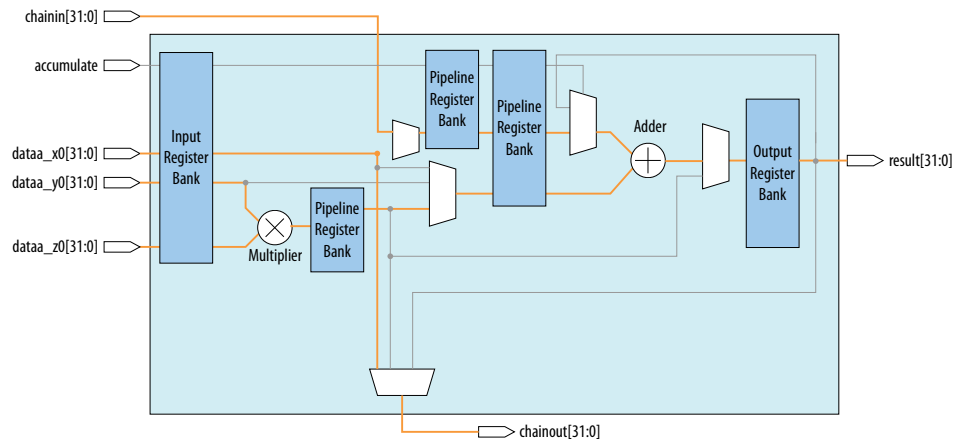 chainin[31:0]
accumulate
dataa_x0[31:0]
dataa_y0[31:0]
dataa_z0[31:0]
Input
Register
Bank
Multiplier
Pipeline
Register
Bank
Pipeline
Register
Bank
Pipeline
Register
Bank
Adder
Output
Register
Bank
result[31:0]
chainout[31:0]